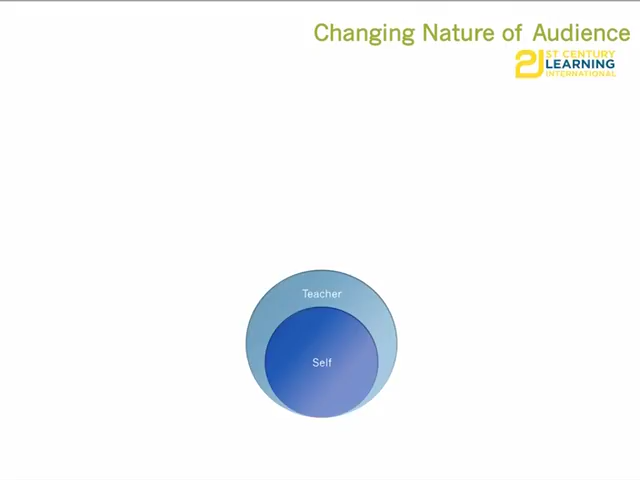 Changing Nature of Audience
21
ST CENTURY
LEARNING
INTERNATIONAL
Teacher
Self